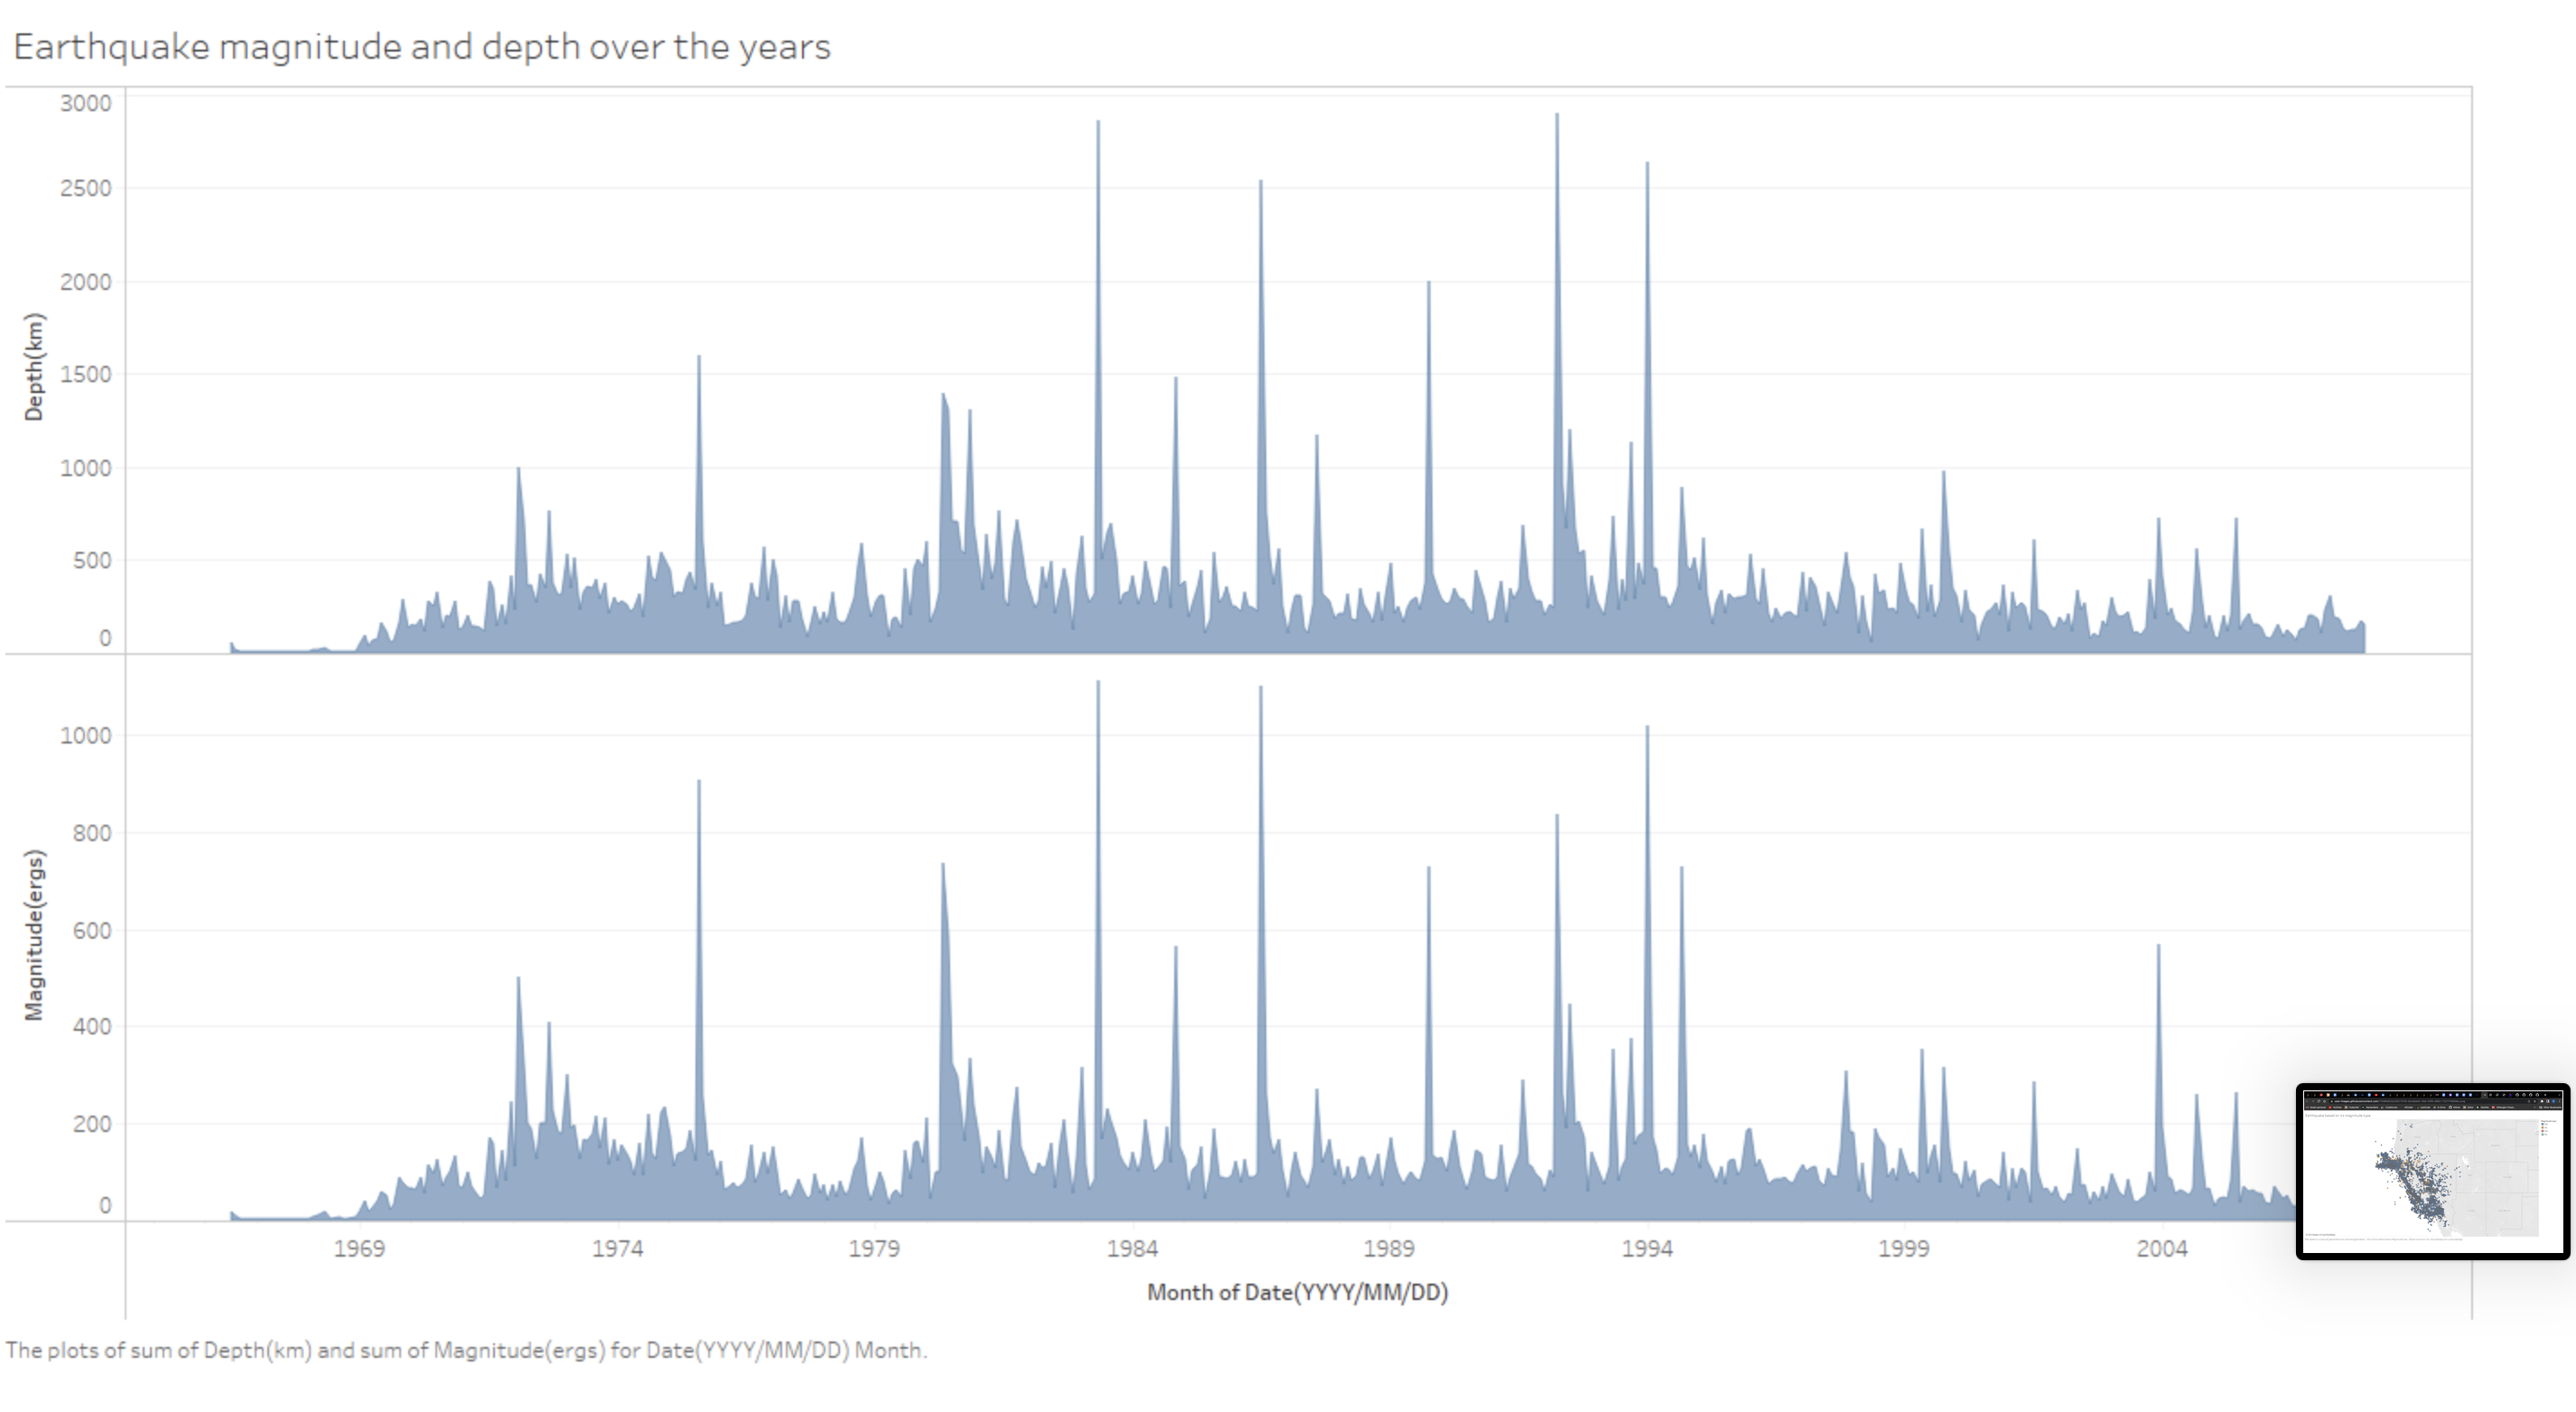 Earthquake magnitude and depth over the years
3000
2500
2000
1500
1000
500
0
Depth(km)
1000
800
600
400
200
0
Magnitude(ergs)
1969 1974 1979 1984 1989 1994 1999 2004
Month of Date(YYYY/MM/DD)
The plots of sum of Depth(km) and sum of Magnitude(ergs) for Date(YYYY/MM/DD) Month.